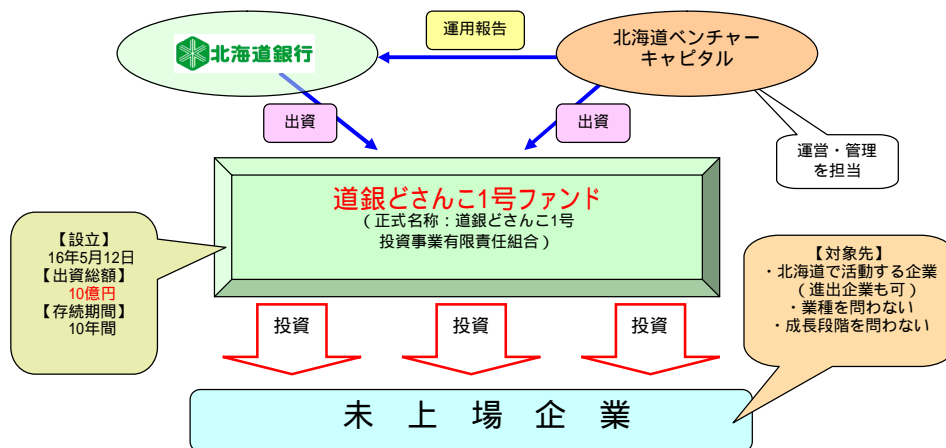 運用報告
北海道銀行
北海道ベンチャー
キャピタル
出資
出資
運営・管理
を担当
道銀どさんこ1号ファンド
（正式名称：道銀どさんこ1号
投資事業有限責任組合）
【設立】
16年5月12日
【出資総額】
10億円
【存続期間】
10年間
【対象先】
・北海道で活動する企業
（進出企業も可）
・業種を問わない
・成長段階を問わない
投資
投資
投資
未上場企業